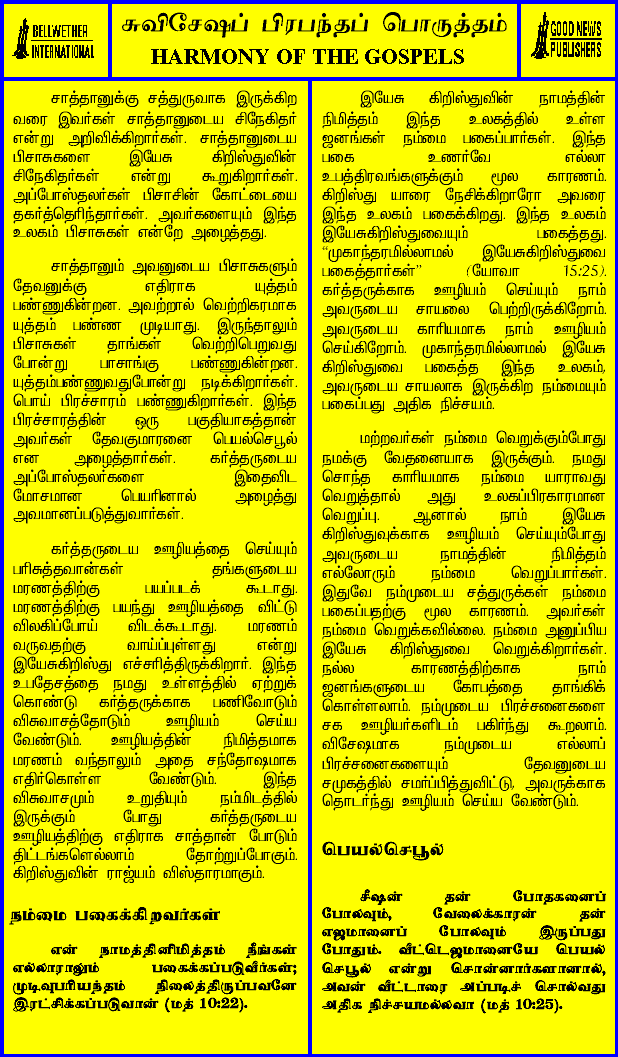 BELLWETHER
INTERNATIONAL
சுவிசேஷப் பிரபந்தப் பொருத்தம்
HARMONY OF THE GOSPELS
GOOD NEWS
PUBLISHERS
சாத்தானுக்கு சத்துருவாக இருக்கிற
வரை இவர்கள் சாத்தானுடைய சிநேகிதர்
என்று அறிவிக்கிறார்கள். சாத்தானுடைய
பிசாசுகளை இயேசு கிறிஸ்துவின்
சிநேகிதர்கள் என்று கூறுகிறார்கள்.
அப்போஸ்தலர்கள் பிசாசின் கோட்டையை
தகர்த்தெரிந்தார்கள். அவர்களையும் இந்த
உலகம் பிசாசுகள் என்றே அழைத்தது.
சாத்தானும் அவனுடைய பிசாசுகளும்
தேவனுக்கு எதிராக யுத்தம்
பண்ணுகின்றன. அவற்றால் வெற்றிகரமாக
யுத்தம் பண்ண முடியாது. இருந்தாலும்
பிசாசுகள் தாங்கள் வெற்றிபெறுவது
போன்று பாசாங்கு பண்ணுகின்றன.
யுத்தம்பண்ணுவதுபோன்று நடிக்கிறார்கள்.
பொய் பிரச்சாரம் பண்ணுகிறார்கள். இந்த
பிரச்சாரத்தின் ஒரு பகுதியாகத்தான்
அவர்கள் தேவகுமாரனை பெயல்செபூல்
என அழைத்தார்கள். கர்த்தருடைய
அப்போஸ்தலர்களை இதைவிட
மோசமான பெயரினால் அழைத்து
அவமானப்படுத்துவார்கள்.
கர்த்தருடைய ஊழியத்தை செய்யும்
பரிசுத்தவான்கள் தங்களுடைய
மரணத்திற்கு பயப்படக் கூடாது.
மரணத்திற்கு பயந்து ஊழியத்தை விட்டு
விலகிப்போய் விடக்கூடாது. மரணம்
வருவதற்கு வாய்ப்புள்ளது என்று
இயேசுகிறிஸ்து எச்சரித்திருக்கிறார். இந்த
உபதேசத்தை நமது உள்ளத்தில் ஏற்றுக்
கொண்டு கர்த்தருக்காக பணிவோடும்
விசுவாசத்தோடும் ஊழியம் செய்ய
வேண்டும். ஊழியத்தின் நிமித்தமாக
மரணம் வந்தாலும் அதை சந்தோஷமாக
எதிர்கொள்ள வேண்டும். இந்த
விசுவாசமும் உறுதியும் நம்மிடத்தில்
இருக்கும் போது கர்த்தருடைய
ஊழியத்திற்கு எதிராக சாத்தான் போடும்
திட்டங்களெல்லாம் தோற்றுப்போகும்.
கிறிஸ்துவின் ராஜ்யம் விஸ்தாரமாகும்.
நம்மை பகைக்கிறவர்கள்
என் நாமத்தினிமித்தம் நீங்கள்
எல்லாராலும் பகைக்கப்படுவீர்கள்;
முடிவுபரியந்தம் நிலைத்திருப்பவனே
இரட்சிக்கப்படுவான் (மத் 10:22).
இயேசு கிறிஸ்துவின் நாமத்தின்
நிமித்தம் இந்த உலகத்தில் உள்ள
ஜனங்கள் நம்மை பகைப்பார்கள். இந்த
பகை உணர்வே எல்லா
உபத்திரவங்களுக்கும் மூல காரணம்.
கிறிஸ்து யாரை நேசிக்கிறாரோ அவரை
இந்த உலகம் பகைக்கிறது. இந்த உலகம்
இயேசுகிறிஸ்துவையும் பகைத்தது.
“முகாந்தரமில்லாமல் இயேசுகிறிஸ்துவை
பகைத்தார்கள்” (யோவா 15:25).
கர்த்தருக்காக ஊழியம் செய்யும் நாம்
அவருடைய சாயலை பெற்றிருக்கிறோம்.
அவருடைய காரியமாக நாம் ஊழியம்
செய்கிறோம். முகாந்தரமில்லாமல் இயேசு
கிறிஸ்துவை பகைத்த இந்த உலகம்,
அவருடைய சாயலாக இருக்கிற நம்மையும்
பகைப்பது அதிக நிச்சயம்.
மற்றவர்கள் நம்மை வெறுக்கும்போது
நமக்கு வேதனையாக இருக்கும். நமது
சொந்த காரியமாக நம்மை யாராவது
வெறுத்தால் அது உலகப்பிரகாரமான
வெறுப்பு. ஆனால் நாம் இயேசு
கிறிஸ்துவுக்காக ஊழியம் செய்யும்போது
அவருடைய நாமத்தின் நிமித்தம்
எல்லோரும் நம்மை வெறுப்பார்கள்.
இதுவே நம்முடைய சத்துருக்கள் நம்மை
பகைப்பதற்கு மூல காரணம். அவர்கள்
நம்மை வெறுக்கவில்லை. நம்மை அனுப்பிய
இயேசு கிறிஸ்துவை வெறுக்கிறார்கள்.
நல்ல காரணத்திற்காக நாம்
ஜனங்களுடைய கோபத்தை தாங்கிக்
கொள்ளலாம். நம்முடைய பிரச்சனைகளை
சக ஊழியர்களிடம் பகிர்ந்து கூறலாம்.
விசேஷமாக நம்முடைய எல்லாப்
பிரச்சனைகளையும் தேவனுடைய
சமுகத்தில் சமர்ப்பித்துவிட்டு, அவருக்காக
தொடர்ந்து ஊழியம் செய்ய வேண்டும்.
பெயல்செபூல்
சீஷன் தன் போதகனைப்
போலவும், வேலைக்காரன் தன்
எஜமானைப் போலவும் இருப்பது
போதும். வீட்டெஜமானையே பெயல்
செபூல் என்று சொன்னார்களானால்,
அவன் வீட்டாரை அப்படிச் சொல்வது
அதிக நிச்சயமல்லவா (மத் 10:25).